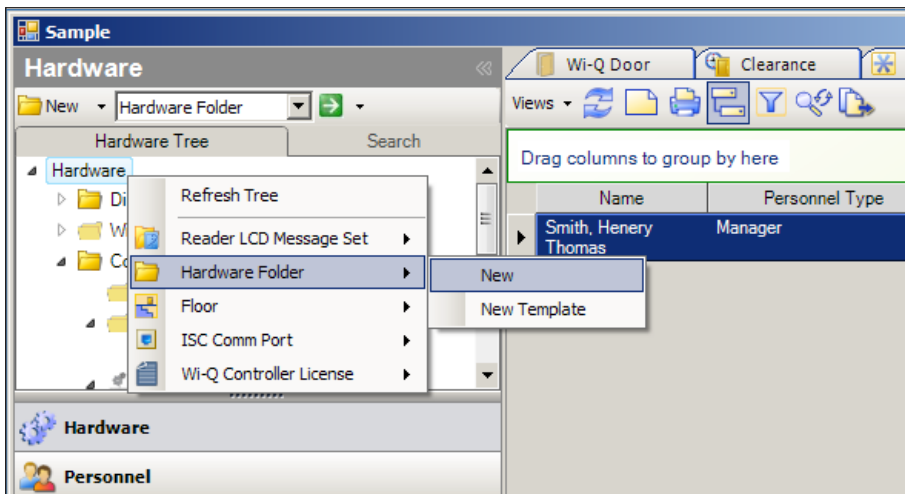 Sample
Hardware
Wi-Q Door
Clearance
New
Hardware Folder
Views
Hardware Tree
Search
Drag columns to group by here
Hardware
Name
Personnel Type
Di
Refresh Tree
Smith, Henery
Thomas
Manager
W
Reader LCD Message Set
Co
Hardware Folder
New
Floor
New Template
ISC Comm Port
Wi-Q Controller License
Hardware
Personnel